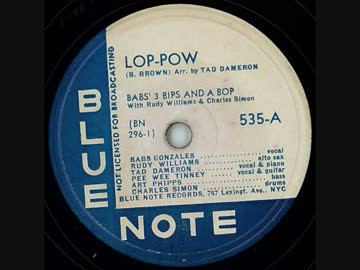 LOP-POW
(B. BROWN) Arr. by TAD DAMERON
BABS' 3 BIPS AND A BOP
With Rudy Williams & Charles Simon
(BN
296-1)
535-A
BABS GONZALES vocal
RUDY WILLIAMS alto sax
TAD DAMERON vocal & piano
PEE WEE TINNEY vocal & guitar
ART PHIPPS bass
CHARLES SIMON drums
BLUE NOTE RECORDS, 767 Lexingt. Ave., NYC
BLUE
NOTE
NOT LICENSED FOR BROADCASTING